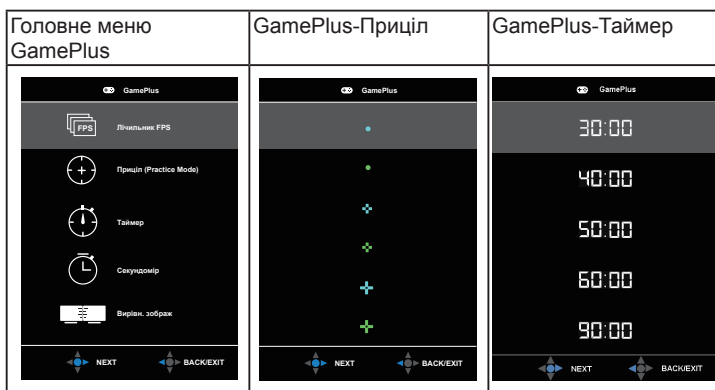 Головне меню
GamePlus
GamePlus-Приціл
GamePlus-Таймер
GamePlus
FPS
Лічильник FPS
Приціл (Practice Mode)
Таймер
Секундомір
Вирівн. зображ
NEXT
BACK/EXIT
GamePlus
NEXT
BACK/EXIT
GamePlus
30:00
40:00
50:00
60:00
90:00
NEXT
BACK/EXIT